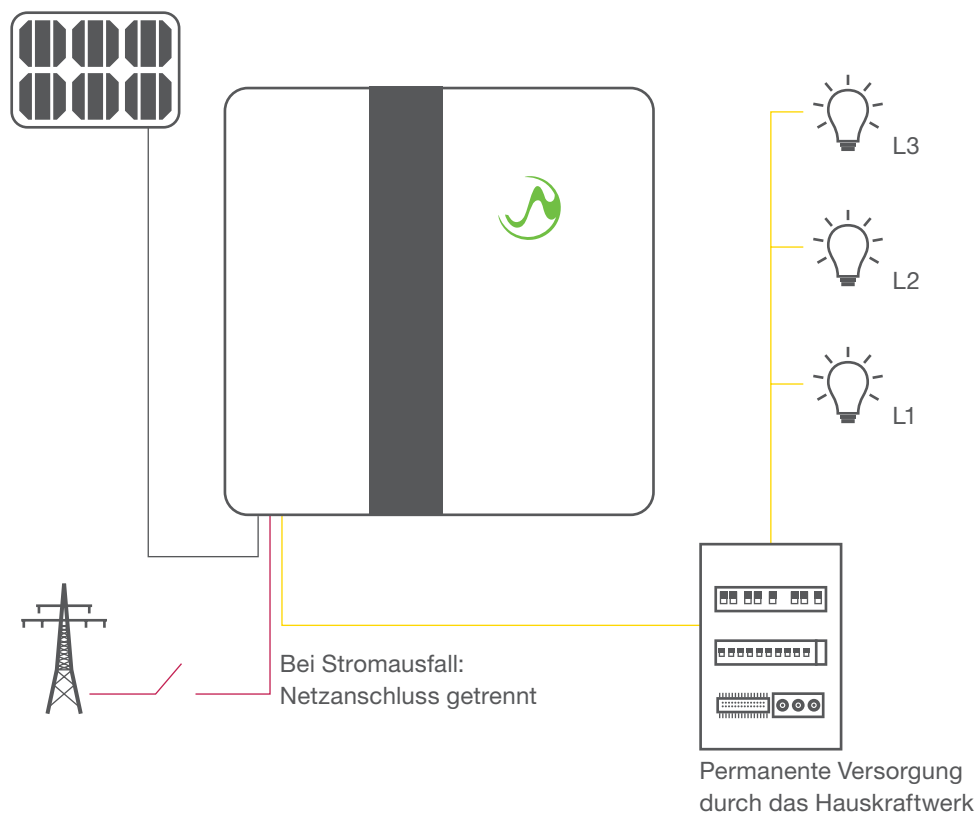 L3
L2
L1
Bei Stromausfall:
Netzanschluss getrennt
Permanente Versorgung
durch das Hauskraftwerk